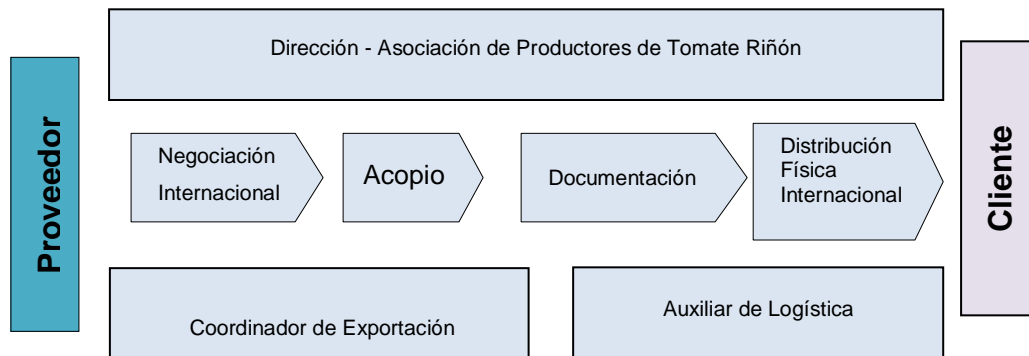 Dirección - Asociación de Productores de Tomate Riñón
Proveedor
Negociación
Internacional
Acopio
Documentación
Distribución
Física
Internacional
Cliente
Coordinador de Exportación
Auxiliar de Logística